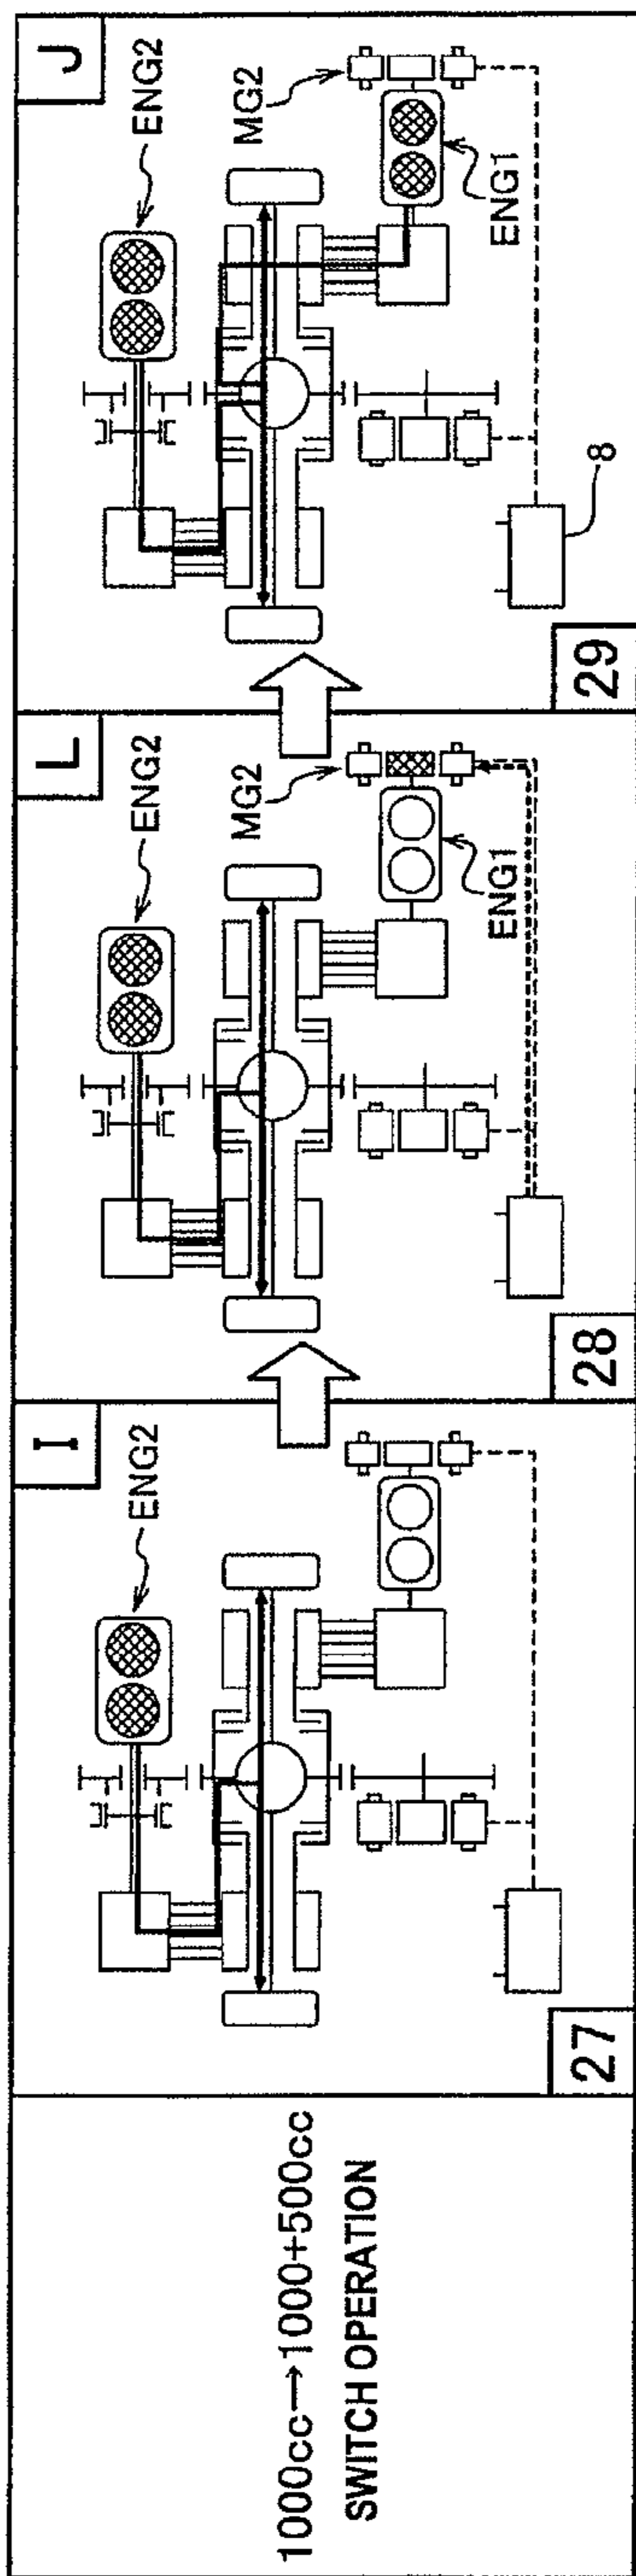 1000cc→1000+500cc
SWITCH OPERATION
I
ENG2
27
L
ENG2
MG2
ENG1
28
J
ENG2
MG2
ENG1
8
29